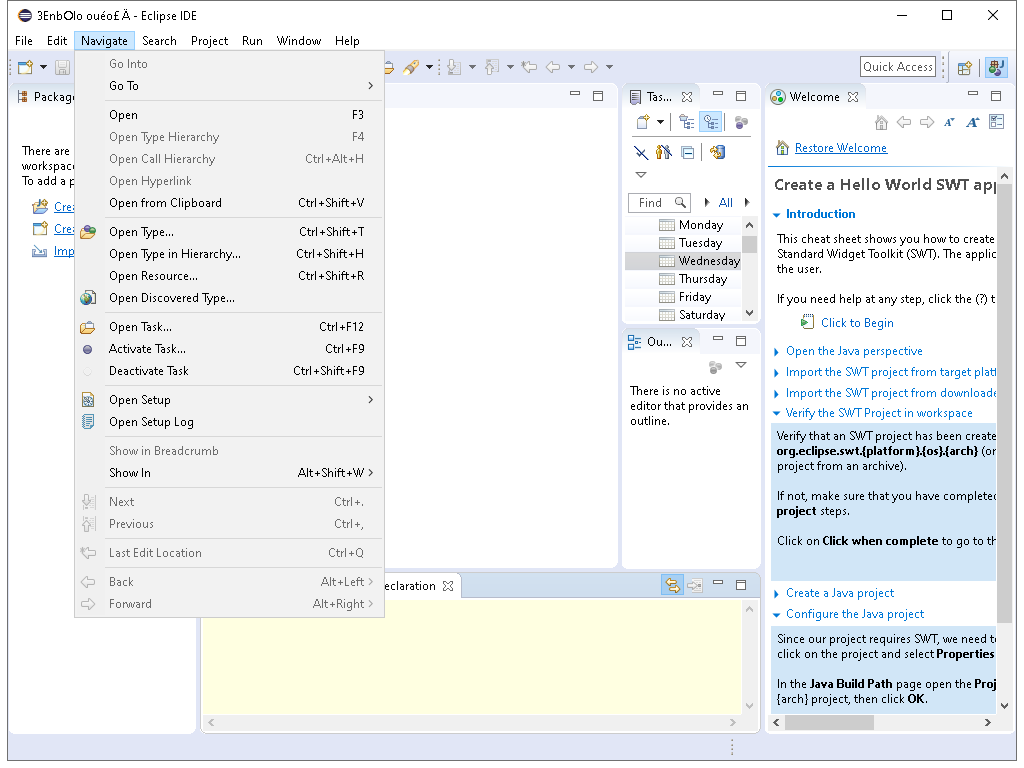 3EnbOlo ouéo£ Ä - Eclipse IDE
File Edit Navigate Search Project Run Window Help
Go Into
Go To
Open F3
Open Type Hierarchy F4
Open Call Hierarchy Ctrl+Alt+H
Open Hyperlink
Open from Clipboard Ctrl+Shift+V
Open Type... Ctrl+Shift+T
Open Type in Hierarchy... Ctrl+Shift+H
Open Resource... Ctrl+Shift+R
Open Discovered Type...
Open Task... Ctrl+F12
Activate Task... Ctrl+F9
Deactivate Task Ctrl+Shift+F9
Open Setup
Open Setup Log
Show in Breadcrumb
Show In Alt+Shift+W
Next Ctrl+.
Previous Ctrl+,
Last Edit Location Ctrl+Q
Back Alt+Left
Forward Alt+Right
Quick Access
Packag
There are
workspac
To add a p
Crea
Crea
Imp
eclaration
Tas...
Find All
Monday
Tuesday
Wednesday
Thursday
Friday
Saturday
Ou...
There is no active
editor that provides an
outline.
Welcome
Restore Welcome
Create a Hello World SWT app
Introduction
This cheat sheet shows you how to create
Standard Widget Toolkit (SWT). The applic
the user.
If you need help at any step, click the (?) t
Click to Begin
Open the Java perspective
Import the SWT project from target platf
Import the SWT project from downloade
Verify the SWT Project in workspace
Verify that an SWT project has been create
org.eclipse.swt.{platform}.{os}.{arch} (or
project from an archive).
If not, make sure that you have completed
project steps.
Click on Click when complete to go to th
Create a Java project
Configure the Java project
Since our project requires SWT, we need to
click on the project and select Properties
In the Java Build Path page open the Proj
{arch} project, then click OK.